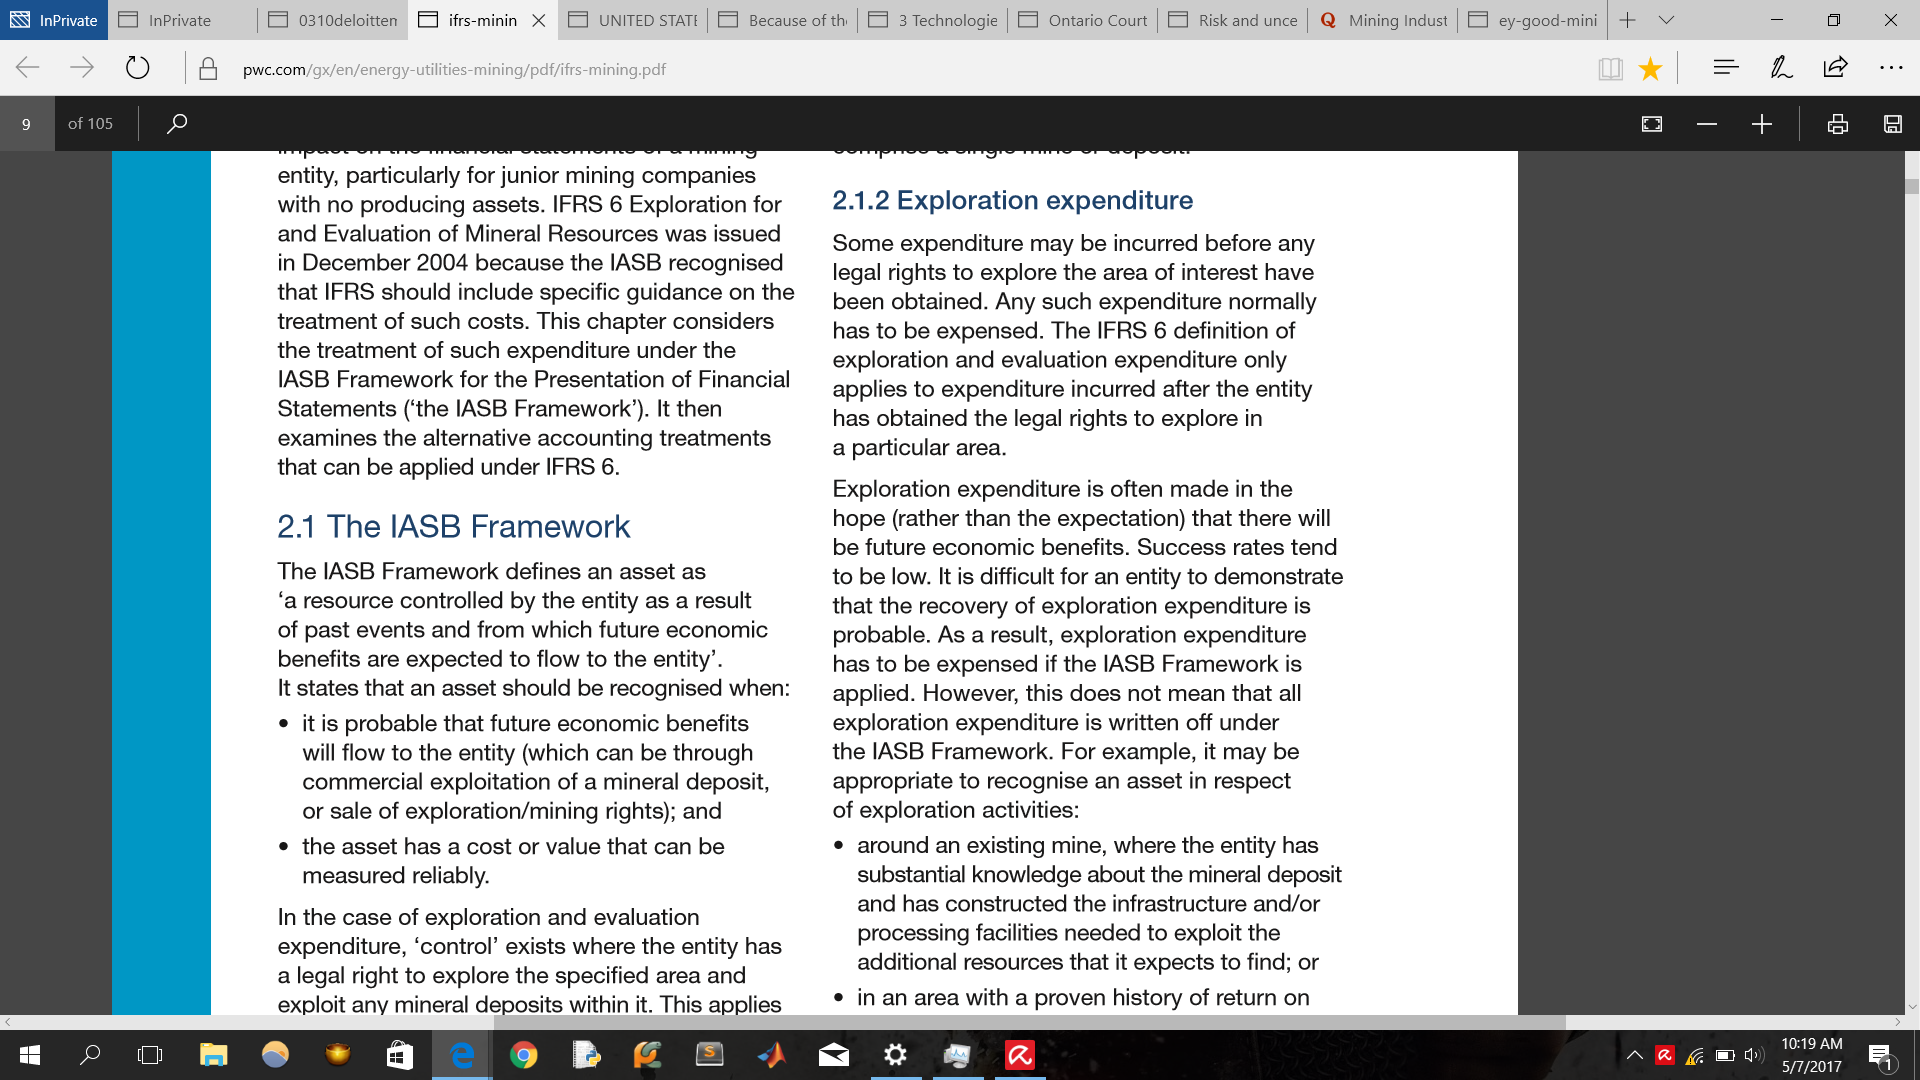 InPrivate
InPrivate
0310deloitten
ifrs-minin
UNITED STATE
Because of the
3 Technologie
Ontario Court
Risk and unce
Mining Indust
ey-good-mini
pwc.com/gx/en/energy-utilities-mining/pdf/ifrs-mining.pdf
9 of 105
impact on the financial statements of a mining
entity, particularly for junior mining companies
with no producing assets. IFRS 6 Exploration for
and Evaluation of Mineral Resources was issued
in December 2004 because the IASB recognised
that IFRS should include specific guidance on the
treatment of such costs. This chapter considers
the treatment of such expenditure under the
IASB Framework for the Presentation of Financial
Statements (‘the IASB Framework’). It then
examines the alternative accounting treatments
that can be applied under IFRS 6.
2.1 The IASB Framework
The IASB Framework defines an asset as
‘a resource controlled by the entity as a result
of past events and from which future economic
benefits are expected to flow to the entity’.
It states that an asset should be recognised when:
• it is probable that future economic benefits
will flow to the entity (which can be through
commercial exploitation of a mineral deposit,
or sale of exploration/mining rights); and
• the asset has a cost or value that can be
measured reliably.
In the case of exploration and evaluation
expenditure, ‘control’ exists where the entity has
a legal right to explore the specified area and
exploit any mineral deposits within it. This applies
comprise a single mine or deposit.
2.1.2 Exploration expenditure
Some expenditure may be incurred before any
legal rights to explore the area of interest have
been obtained. Any such expenditure normally
has to be expensed. The IFRS 6 definition of
exploration and evaluation expenditure only
applies to expenditure incurred after the entity
has obtained the legal rights to explore in
a particular area.
Exploration expenditure is often made in the
hope (rather than the expectation) that there will
be future economic benefits. Success rates tend
to be low. It is difficult for an entity to demonstrate
that the recovery of exploration expenditure is
probable. As a result, exploration expenditure
has to be expensed if the IASB Framework is
applied. However, this does not mean that all
exploration expenditure is written off under
the IASB Framework. For example, it may be
appropriate to recognise an asset in respect
of exploration activities:
• around an existing mine, where the entity has
substantial knowledge about the mineral deposit
and has constructed the infrastructure and/or
processing facilities needed to exploit the
additional resources that it expects to find; or
• in an area with a proven history of return on
10:19 AM
5/7/2017
1